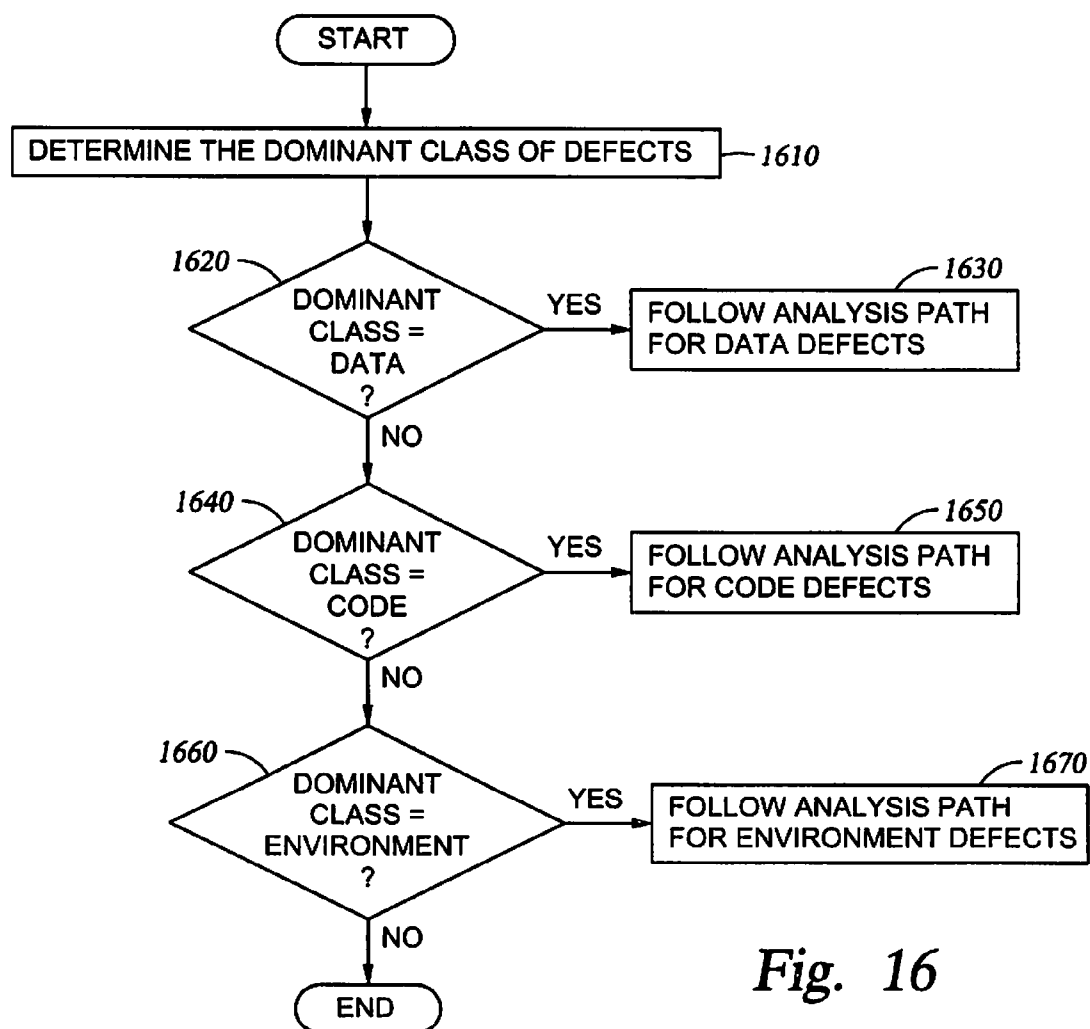 START
DETERMINE THE DOMINANT CLASS OF DEFECTS
1610
1620
DOMINANT
CLASS =
DATA
?
YES
1630
FOLLOW ANALYSIS PATH
FOR DATA DEFECTS
NO
1640
DOMINANT
CLASS =
CODE
?
YES
1650
FOLLOW ANALYSIS PATH
FOR CODE DEFECTS
NO
1660
DOMINANT
CLASS =
ENVIRONMENT
?
YES
1670
FOLLOW ANALYSIS PATH
FOR ENVIRONMENT DEFECTS
NO
END
Fig. 16